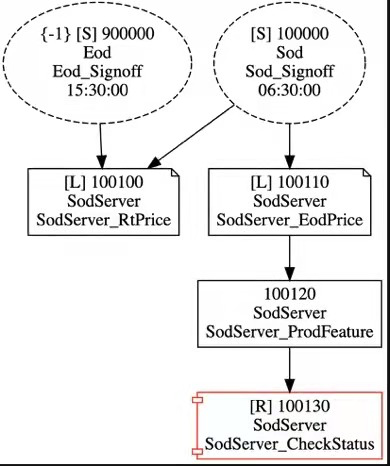 {-1} [S] 900000
Eod
Eod_Signoff
15:30:00
[S] 100000
Sod
Sod_Signoff
06:30:00
[L] 100100
SodServer
SodServer_RtPrice
[L] 100110
SodServer
SodServer_EodPrice
100120
SodServer
SodServer_ProdFeature
[R] 100130
SodServer
SodServer_CheckStatus